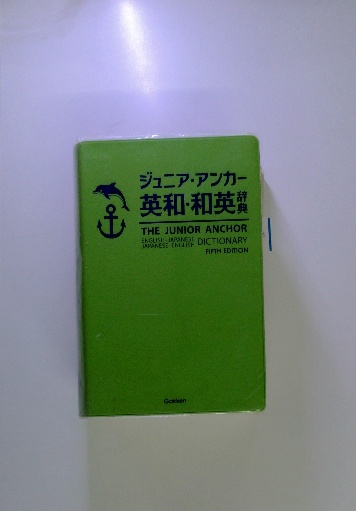 ジュニア・アンカー
英和・和英辞典
THE JUNIOR ANCHOR
ENGLISH-JAPANESE
JAPANESE-ENGLISH DICTIONARY
FIFTH EDITION
Gakken